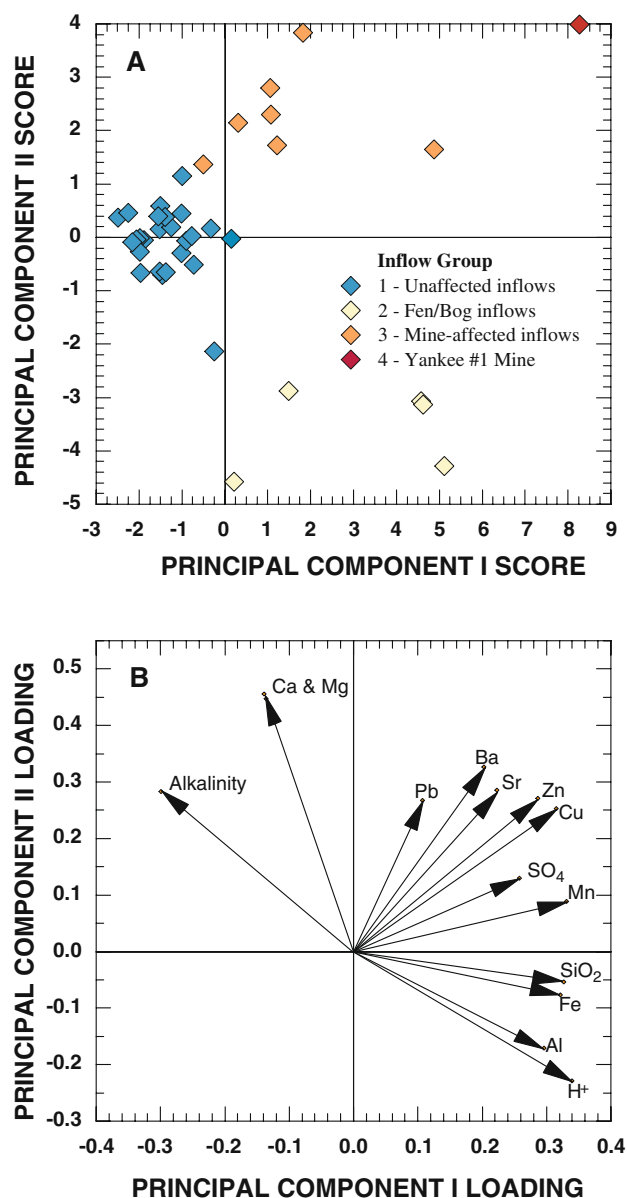 A
PRINCIPAL COMPONENT II SCORE
4
3
2
1
0
-1
-2
-3
-4
-5
Inflow Group
1 - Unaffected inflows
2 - Fen/Bog inflows
3 - Mine-affected inflows
4 - Yankee #1 Mine
-3 -2 -1 0 1 2 3 4 5 6 7 8 9
PRINCIPAL COMPONENT I SCORE
B
PRINCIPAL COMPONENT II LOADING
0.5
0.4
0.3
0.2
0.1
0.0
-0.1
-0.2
-0.3
Ca & Mg
Alkalinity
Pb
Ba
Sr
Zn
Cu
SO₄
Mn
SiO₂
Fe
Al
H⁺
-0.4 -0.3 -0.2 -0.1 0.0 0.1 0.2 0.3 0.4
PRINCIPAL COMPONENT I LOADING